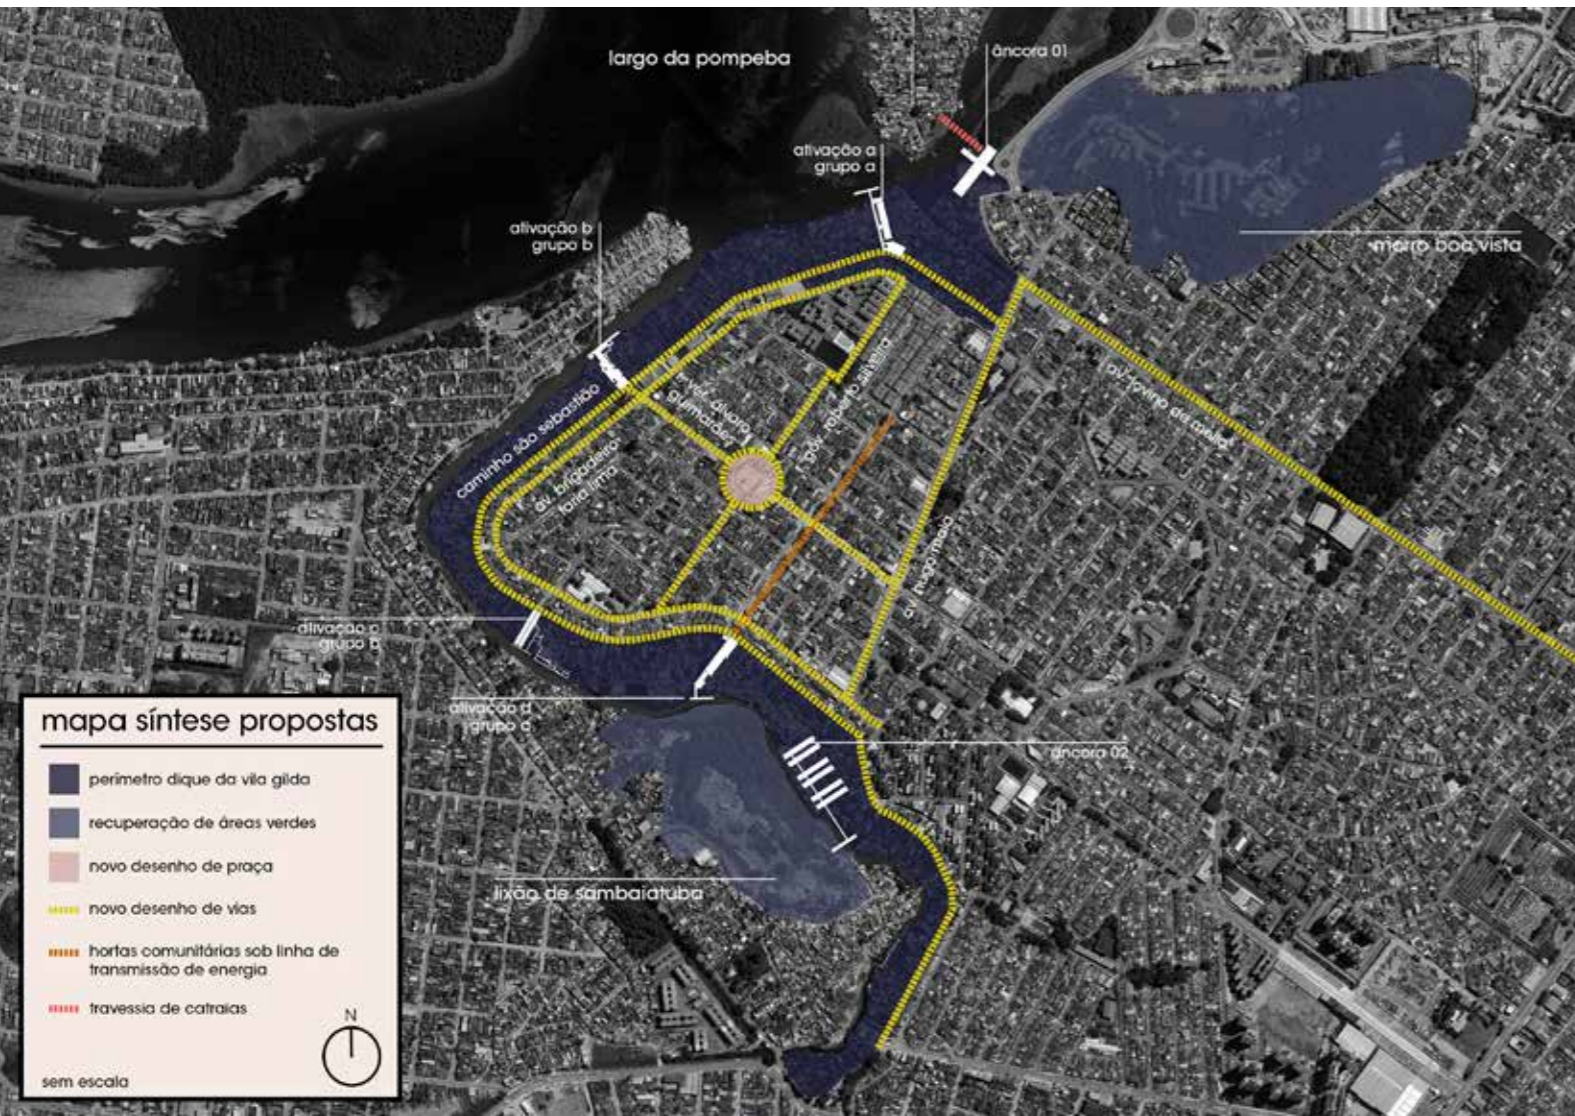 largo da pompeba
âncora 01
ativação a
grupo a
ativação b
grupo b
morro boa vista
caminho são sebastião
av. brigadeiro
faria lima
guimarães
r. gov. roberto silveira
av. jovino de melo
av. hugo maia
ativação c
grupo b
ativação d
grupo c
âncora 02
lixão de sambaiatuba
mapa síntese propostas
perímetro dique da vila gilda
recuperação de áreas verdes
novo desenho de praça
novo desenho de vias
hortas comunitárias sob linha de
transmissão de energia
travessia de catraias
N
sem escala